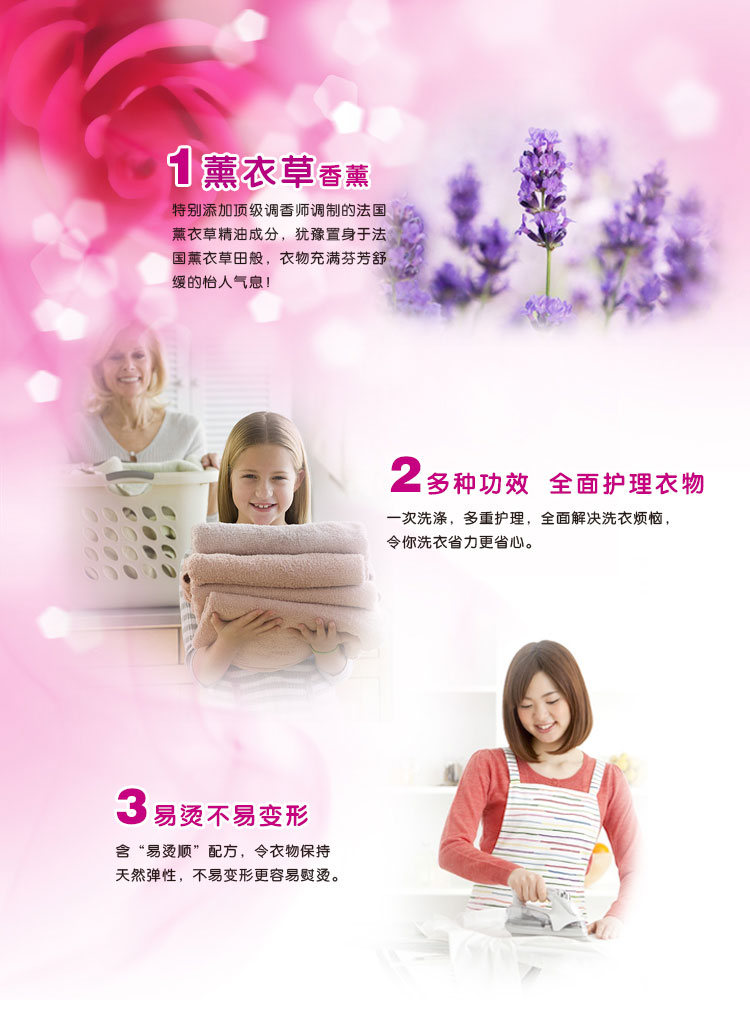 1薰衣草香薰
特别添加顶级调香师调制的法国
薰衣草精油成分，犹豫置身于法
国薰衣草田般，衣物充满芬芳舒
缓的怡人气息！
2多种功效 全面护理衣物
一次洗涤，多重护理，全面解决洗衣烦恼，
令你洗衣省力更省心。
3易烫不易变形
含“易烫顺”配方，令衣物保持
天然弹性，不易变形更容易熨烫。